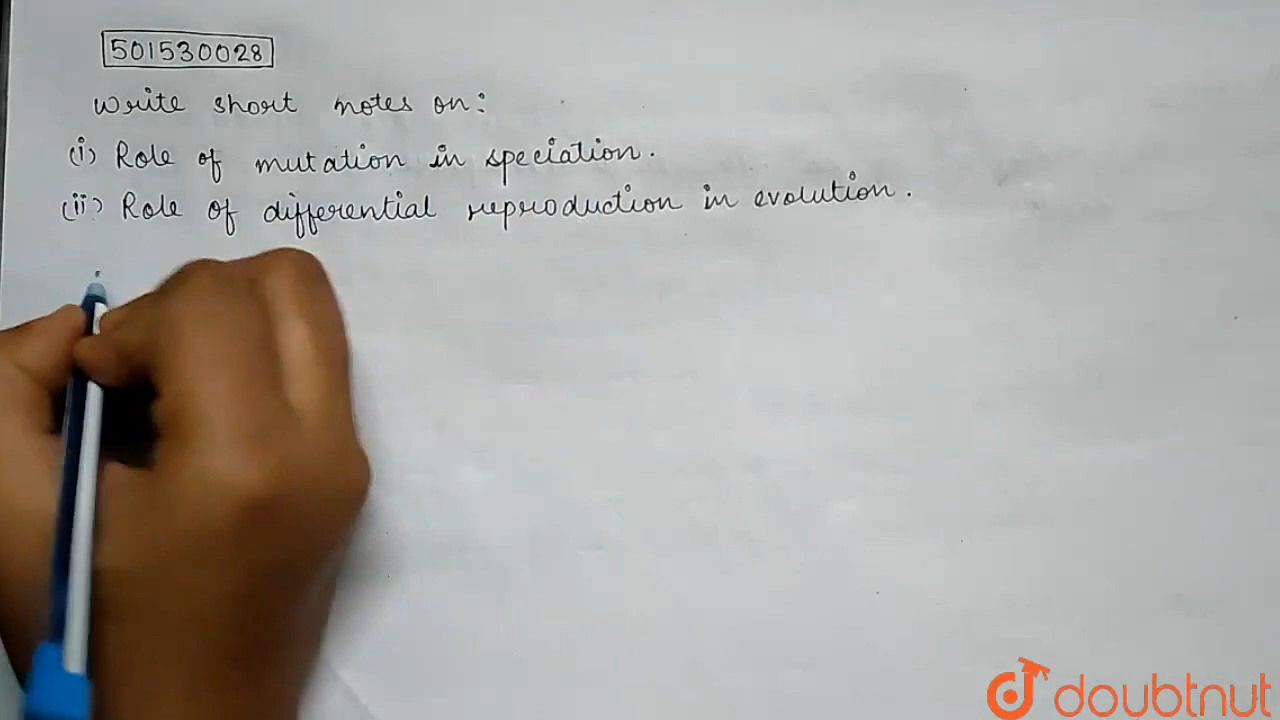 501530028
Write short notes on:
(i) Role of mutation in speciation.
(ii) Role of differential reproduction in evolution.
doubtnut